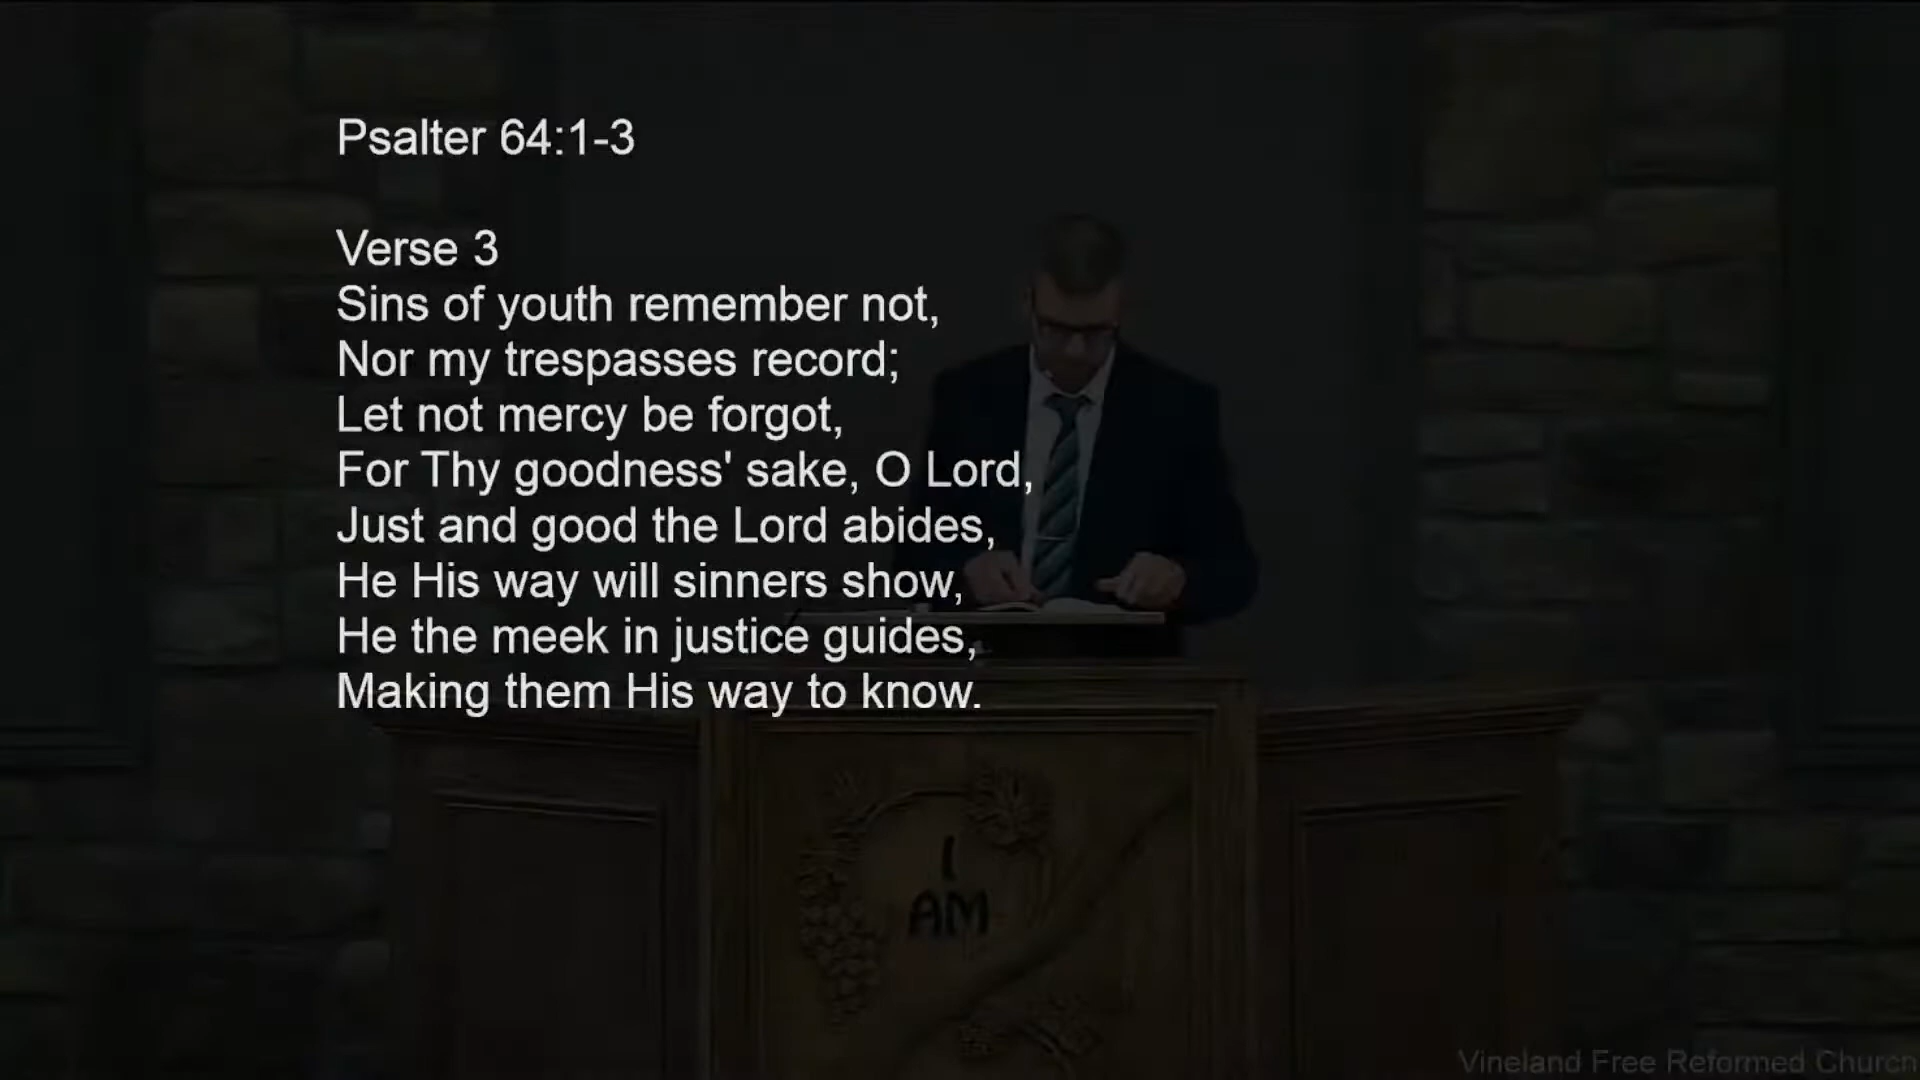 Psalter 64:1-3
Verse 3
Sins of youth remember not,
Nor my trespasses record;
Let not mercy be forgot,
For Thy goodness' sake, O Lord,
Just and good the Lord abides,
He His way will sinners show,
He the meek in justice guides,
Making them His way to know.
I
AM
Vineland Free Reformed Church